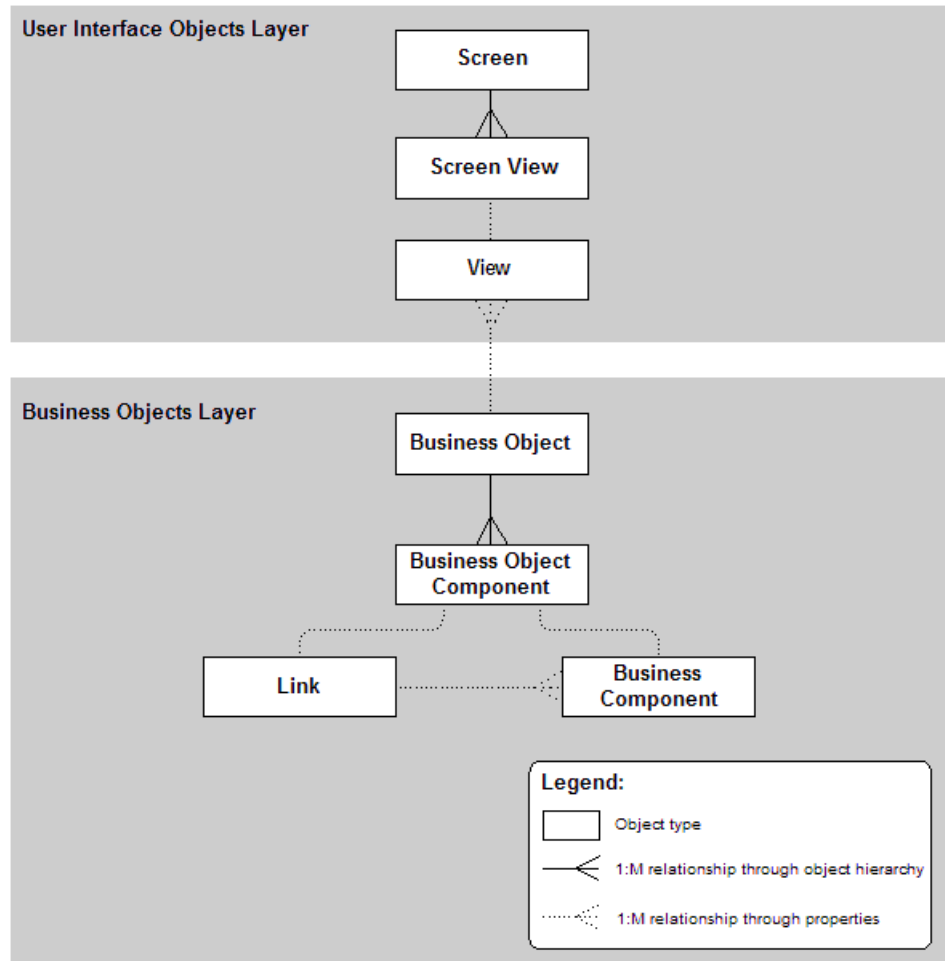 User Interface Objects Layer
Screen
Screen View
View
Business Objects Layer
Business Object
Business Object
Component
Link
Business
Component
Legend:
Object type
1:M relationship through object hierarchy
1:M relationship through properties